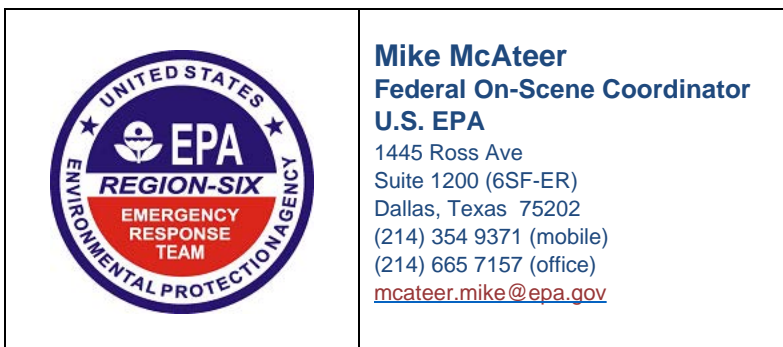 UNITED STATES
ENVIRONMENTAL PROTECTION AGENCY
EPA
REGION-SIX
EMERGENCY
RESPONSE
TEAM
Mike McAteer
Federal On-Scene Coordinator
U.S. EPA
1445 Ross Ave
Suite 1200 (6SF-ER)
Dallas, Texas  75202
(214) 354 9371 (mobile)
(214) 665 7157 (office)
mcateer.mike@epa.gov